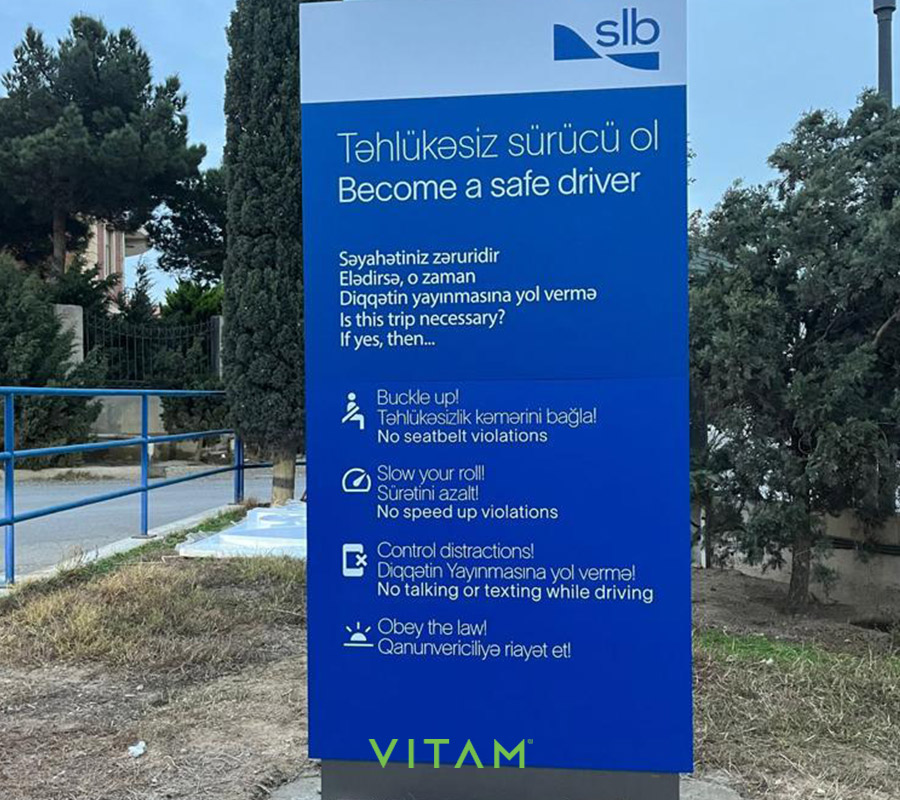 slb
Təhlükəsiz sürücü ol
Become a safe driver
Səyahətiniz zəruridir
Elədirsə, o zaman
Diqqətin yayınmasına yol vermə
Is this trip necessary?
If yes, then...
Buckle up!
Təhlükəsizlik kəmərini bağla!
No seatbelt violations
Slow your roll!
Sürətini azalt!
No speed up violations
Control distractions!
Diqqətin Yayınmasına yol vermə!
No talking or texting while driving
Obey the law!
Qanunvericiliyə riayət et!
VITAM